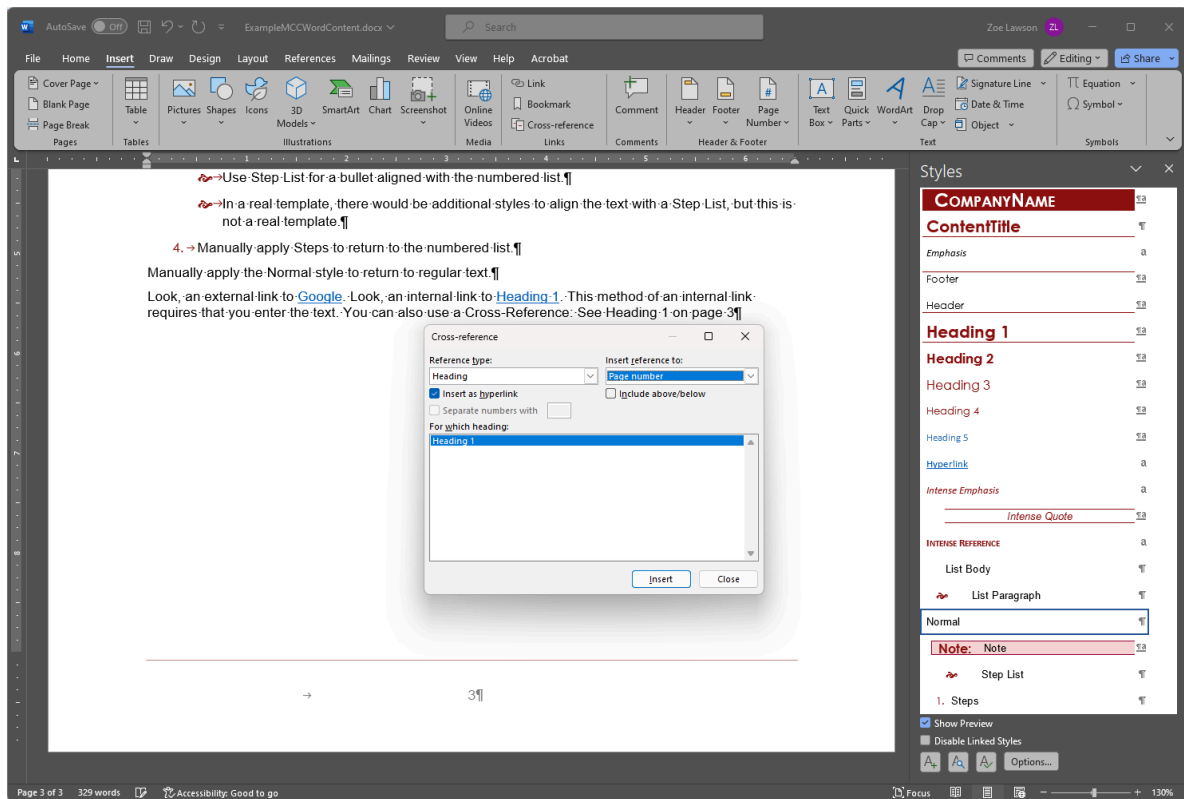 AutoSave Off ExampleMCCWordContent.docx Search Zoe Lawson ZL
File Home Insert Draw Design Layout References Mailings Review View Help Acrobat Comments Editing Share
Cover Page
Blank Page
Page Break
Pages
Table
Tables
Pictures Shapes Icons 3D Models SmartArt Chart Screenshot
Illustrations
Online Videos
Media
Link
Bookmark
Cross-reference
Links
Comment
Comments
Header Footer Page Number
Header & Footer
Text Box Quick Parts WordArt Drop Cap
Signature Line
Date & Time
Object
Text
Equation
Symbol
Symbols
1 2 3 4 5 6
Use·Step·List·for·a·bullet·aligned·with·the·numbered·list.¶
In·a·real·template,·there·would·be·additional·styles·to·align·the·text·with·a·Step·List,·but·this·is·
not·a·real·template.¶
4.→Manually·apply·Steps·to·return·to·the·numbered·list.¶
Manually·apply·the·Normal·style·to·return·to·regular·text.¶
Look,·an·external·link·to·Google.·Look,·an·internal·link·to·Heading·1.·This·method·of·an·internal·link·
requires·that·you·enter·the·text.·You·can·also·use·a·Cross-Reference:·See·Heading·1·on·page·3¶
Cross-reference
Reference type: Insert reference to:
Heading Page number
Insert as hyperlink Include above/below
Separate numbers with
For which heading:
Heading 1
Insert Close
→ 3¶
Styles
CompanyName
ContentTitle
Emphasis
Footer
Header
Heading 1
Heading 2
Heading 3
Heading 4
Heading 5
Hyperlink
Intense Emphasis
Intense Quote
Intense Reference
List Body
List Paragraph
Normal
Note: Note
Step List
1. Steps
Show Preview
Disable Linked Styles
Options...
Page 3 of 3 329 words Accessibility: Good to go Focus 130%